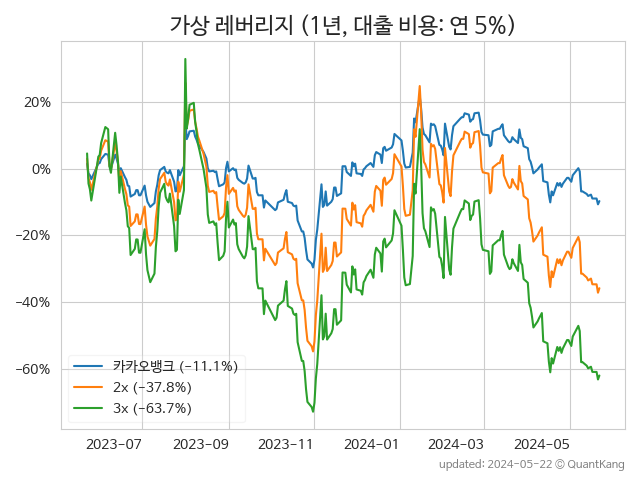 가상 레버리지 (1년, 대출 비용: 연 5%)
20%
0%
−20%
−40%
−60%
카카오뱅크 (−11.1%)
2x (−37.8%)
3x (−63.7%)
2023−07 2023−09 2023−11 2024−01 2024−03 2024−05
updated: 2024-05-22 © QuantKang